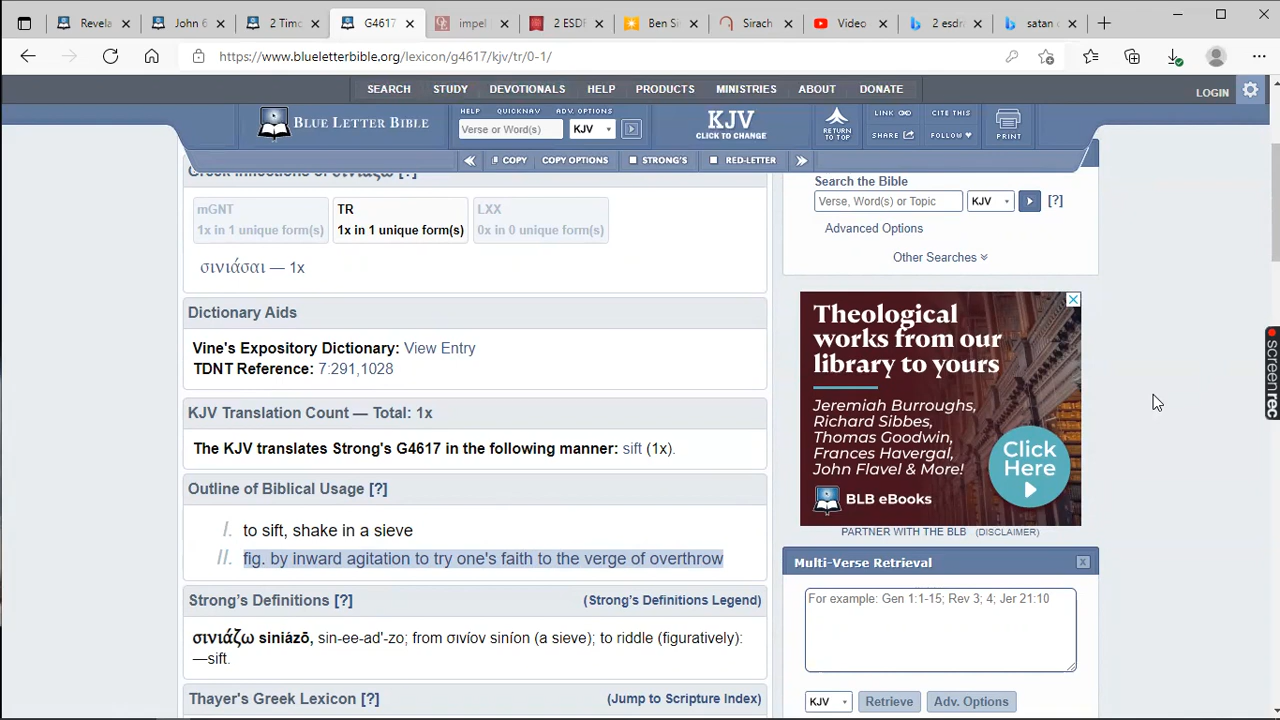 Revela
John 6
2 Timo
G4617
impel
2 ESDF
Ben Si
Sirach
Video
2 esdra
satan o
https://www.blueletterbible.org/lexicon/g4617/kjv/tr/0-1/
SEARCH STUDY DEVOTIONALS HELP PRODUCTS MINISTRIES ABOUT DONATE
LOGIN
BLUE LETTER BIBLE
HELP QUICKNAV ADV. OPTIONS
Verse or Word(s) KJV
KJV
CLICK TO CHANGE
RETURN
TO TOP
LINK CITE THIS
SHARE FOLLOW
PRINT
COPY COPY OPTIONS STRONG'S RED-LETTER
Greek Inflections of σινιάζω [?]
mGNT
1x in 1 unique form(s)
TR
1x in 1 unique form(s)
LXX
0x in 0 unique form(s)
σινιάσαι — 1x
Dictionary Aids
Vine's Expository Dictionary: View Entry
TDNT Reference: 7:291,1028
KJV Translation Count — Total: 1x
The KJV translates Strong's G4617 in the following manner: sift (1x).
Outline of Biblical Usage [?]
I. to sift, shake in a sieve
II. fig. by inward agitation to try one's faith to the verge of overthrow
Strong's Definitions [?] (Strong's Definitions Legend)
σινιάζω siniázō, sin-ee-ad'-zo; from σινίον siníon (a sieve); to riddle (figuratively):
—sift.
Thayer's Greek Lexicon [?] (Jump to Scripture Index)
Search the Bible
Verse, Word(s) or Topic KJV [?]
Advanced Options
Other Searches
Theological
works from our
library to yours
Jeremiah Burroughs,
Richard Sibbes,
Thomas Goodwin,
Frances Havergal,
John Flavel & More!
Click
Here
BLB eBooks
PARTNER WITH THE BLB (DISCLAIMER)
Multi-Verse Retrieval
For example: Gen 1:1-15; Rev 3; 4; Jer 21:10
KJV Retrieve Adv. Options
screenrec